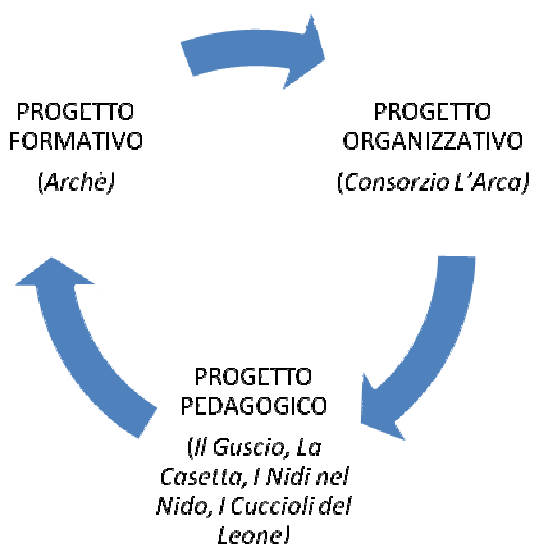 PROGETTO
FORMATIVO
(Archè)
PROGETTO
ORGANIZZATIVO
(Consorzio L'Arca)
PROGETTO
PEDAGOGICO
(Il Guscio, La
Casetta, I Nidi nel
Nido, I Cuccioli del
Leone)